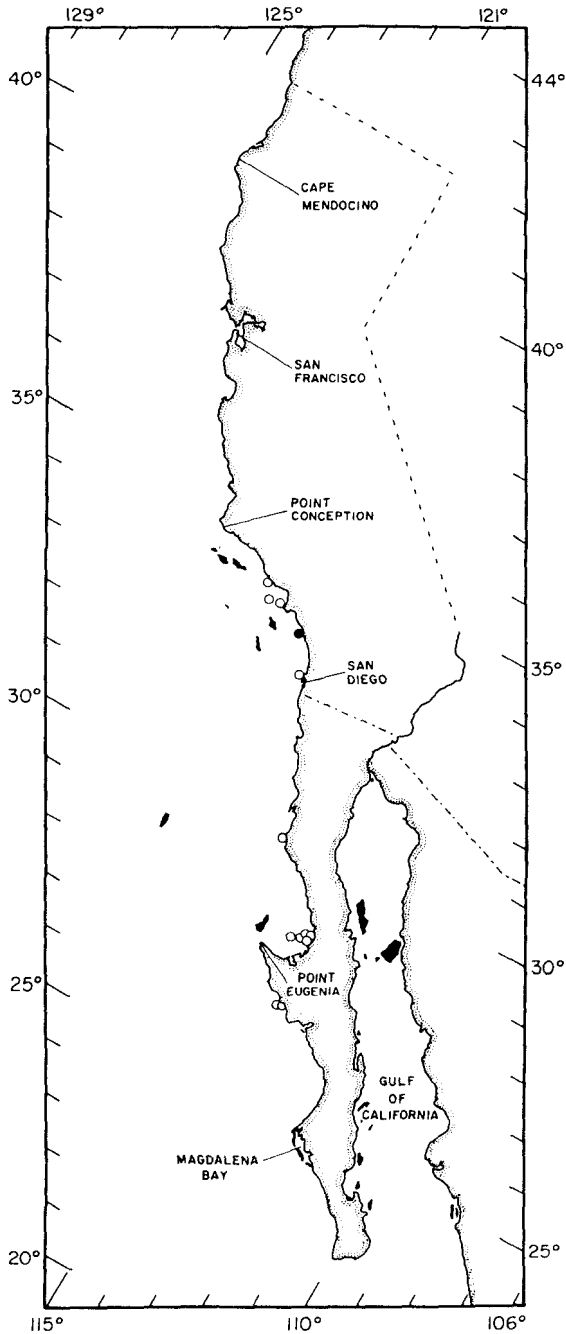 129° 125° 121°
40° 44°
CAPE
MENDOCINO
SAN
FRANCISCO
40°
35°
POINT
CONCEPTION
SAN
DIEGO
35°
30°
POINT
EUGENIA
30°
25°
GULF
OF
CALIFORNIA
MAGDALENA
BAY
20° 25°
115° 110° 106°